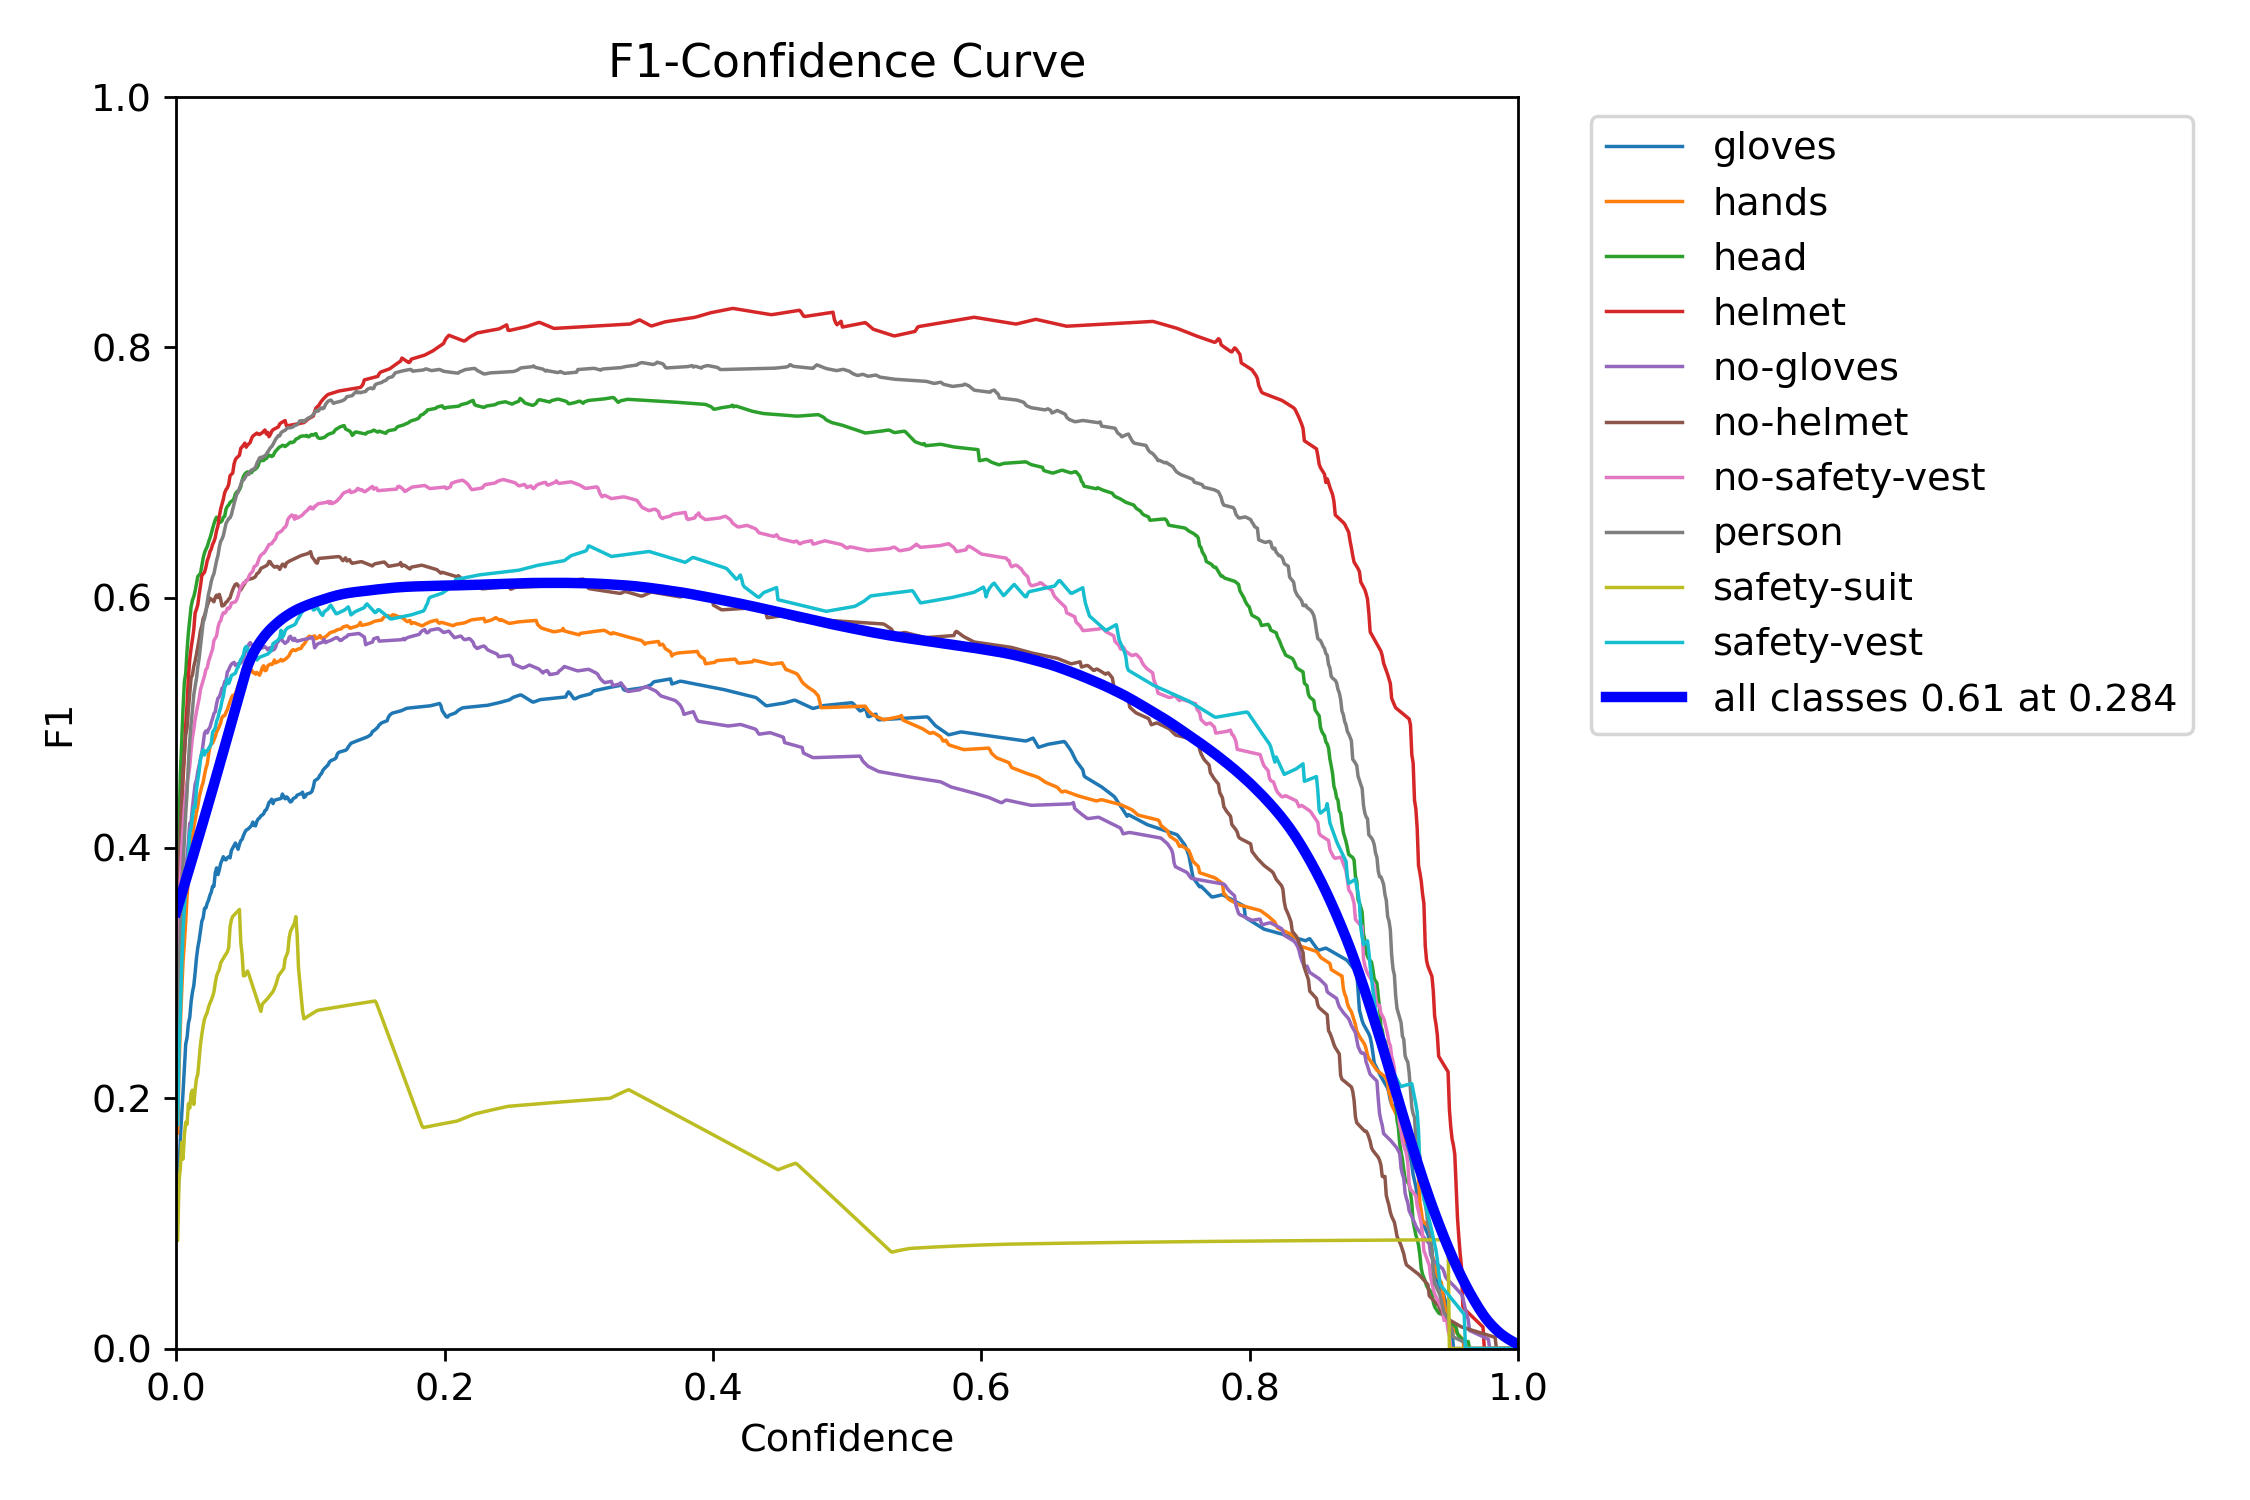 F1-Confidence Curve
1.0
0.8
0.6
0.4
0.2
0.0
F1
0.0 0.2 0.4 0.6 0.8 1.0
Confidence
gloves
hands
head
helmet
no-gloves
no-helmet
no-safety-vest
person
safety-suit
safety-vest
all classes 0.61 at 0.284